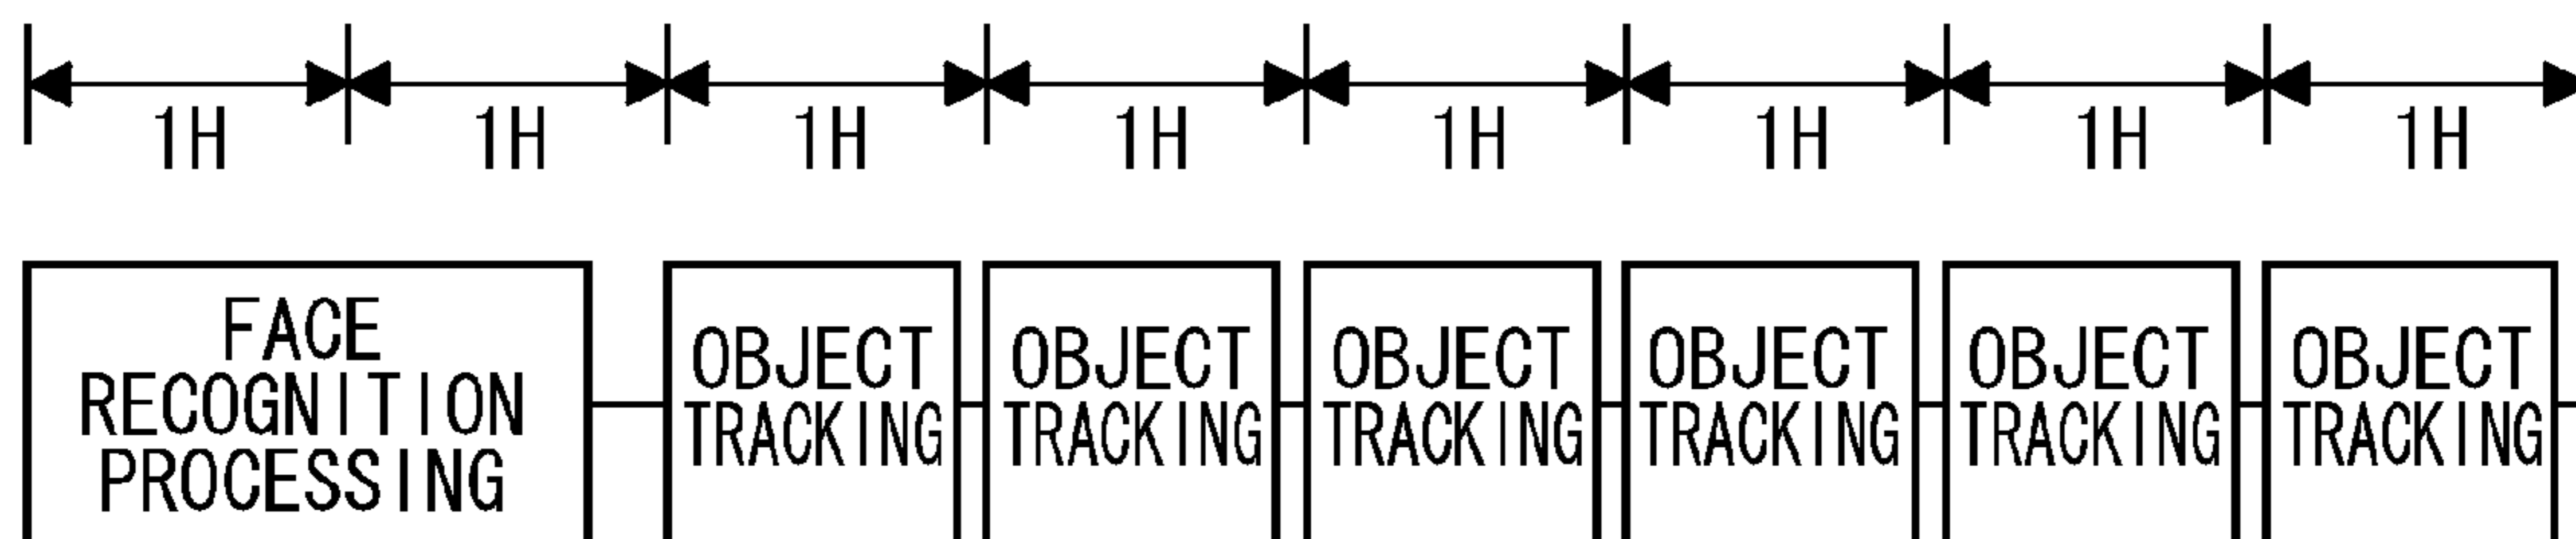 1H 1H 1H 1H 1H 1H 1H 1H
FACE
RECOGNITION
PROCESSING
OBJECT
TRACKING
OBJECT
TRACKING
OBJECT
TRACKING
OBJECT
TRACKING
OBJECT
TRACKING
OBJECT
TRACKING